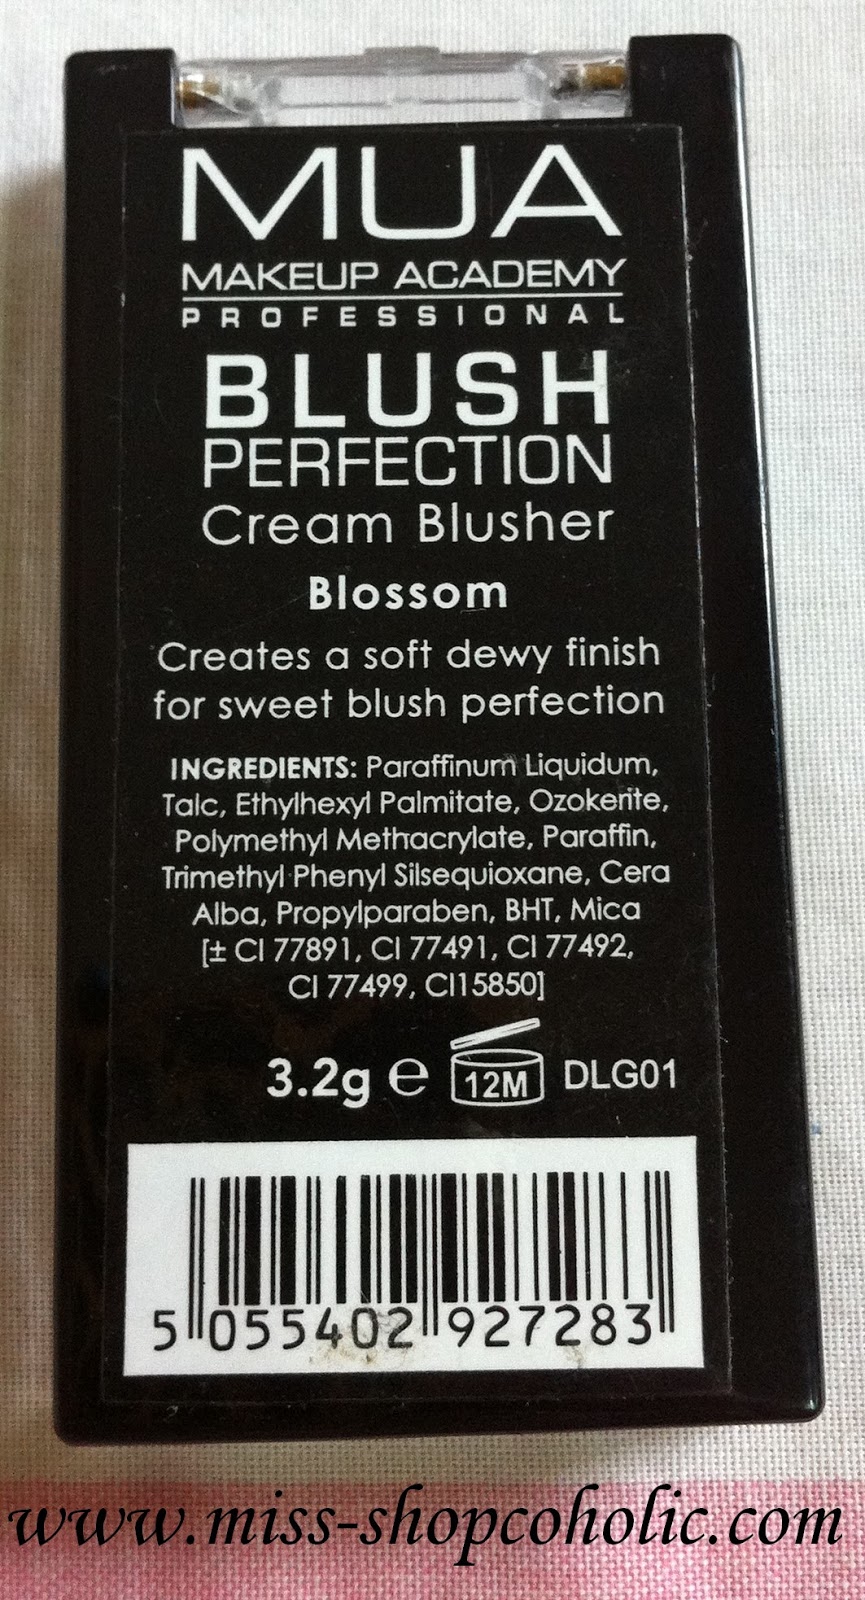 MUA
MAKEUP ACADEMY
PROFESSIONAL
BLUSH
PERFECTION
Cream Blusher
Blossom
Creates a soft dewy finish
for sweet blush perfection
INGREDIENTS: Paraffinum Liquidum,
Talc, Ethylhexyl Palmitate, Ozokerite,
Polymethyl Methacrylate, Paraffin,
Trimethyl Phenyl Silsequioxane, Cera
Alba, Propylparaben, BHT, Mica
[± CI 77891, CI 77491, CI 77492,
CI 77499, CI15850]
3.2g ℮ 12M DLG01
5 055402 927283
www.miss-shopcoholic.com